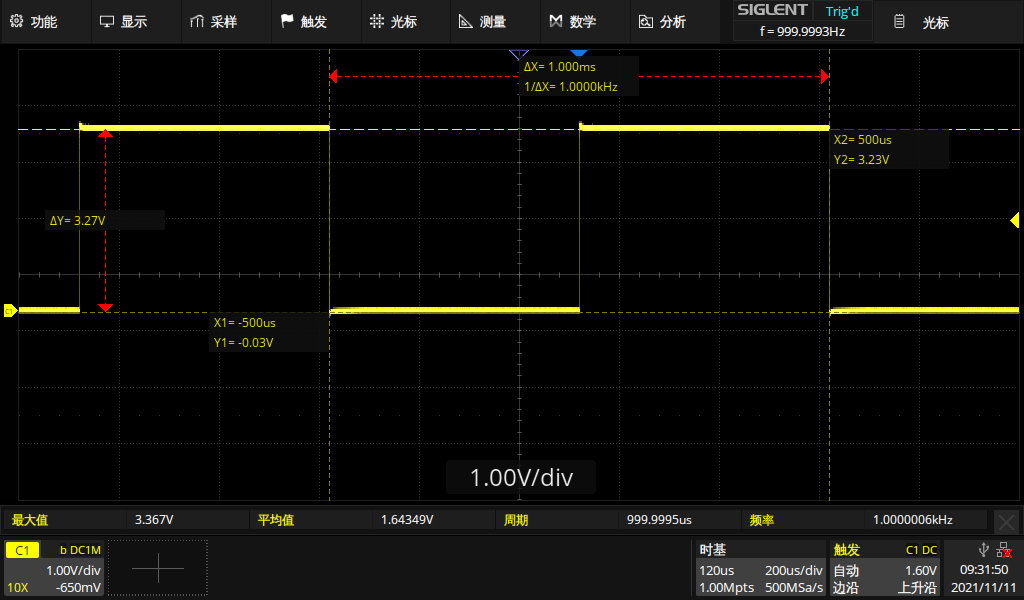 功能 显示 采样 触发 光标 测量 数学 分析 SIGLENT Trig'd 光标
f = 999.9993Hz
ΔX= 1.000ms
1/ΔX= 1.0000kHz
X2= 500us
Y2= 3.23V
ΔY= 3.27V
C1
X1= -500us
Y1= -0.03V
1.00V/div
最大值 3.367V 平均值 1.64349V 周期 999.9995us 频率 1.0000006kHz
C1 b DC1M
1.00V/div
10X -650mV
时基
120us 200us/div
1.00Mpts 500MSa/s
触发 C1 DC
自动 1.60V
边沿 上升沿
09:31:50
2021/11/11